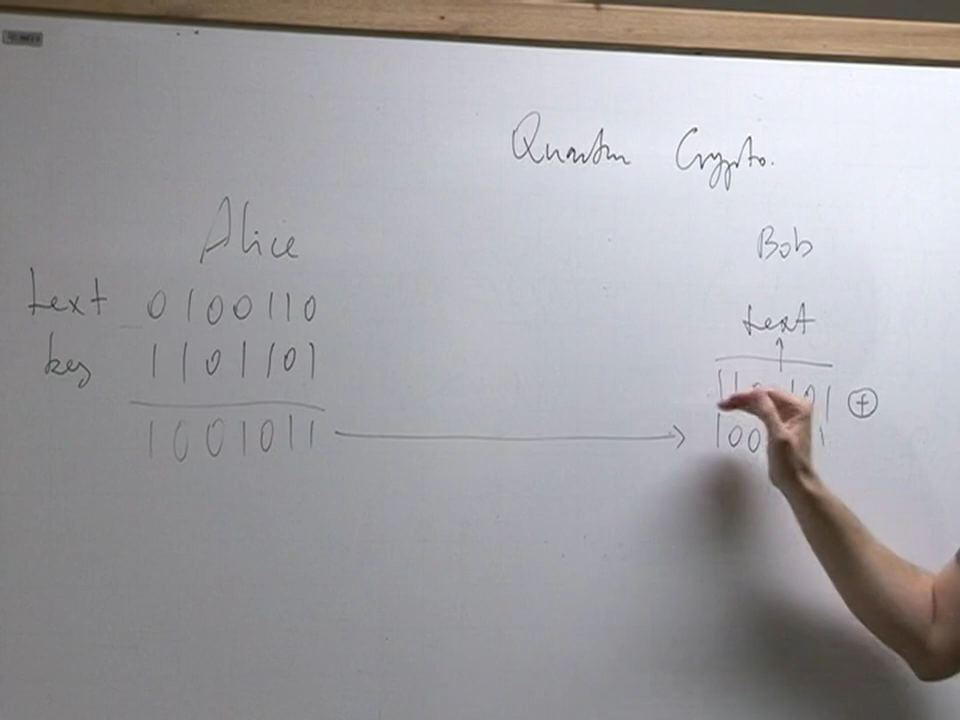 Quantum Crypto.
Alice
Bob
text 0100110
key 1101101
1001011
text
⊕